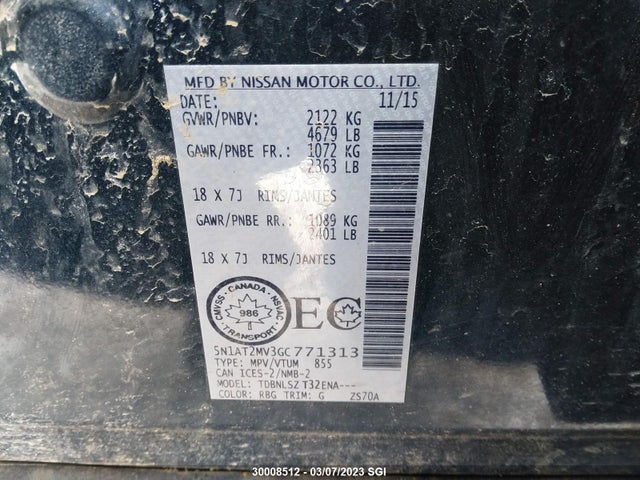 MFD BY NISSAN MOTOR CO., LTD.
DATE: 11/15
GVWR/PNBV: 2122 KG
4679 LB
GAWR/PNBE FR.: 1072 KG
2363 LB
18 X 7J RIMS/JANTES
GAWR/PNBE RR.: 1089 KG
2401 LB
18 X 7J RIMS/JANTES
CANADA
CMVSS NSVAC
986
TRANSPORT
EC
5N1AT2MV3GC771313
TYPE: MPV/VTUM 855
CAN ICES-2/NMB-2
MODEL: TDBNLSZ T32ENA---
COLOR: RBG TRIM: G ZS70A
30008512 — 03/07/2023 SGI